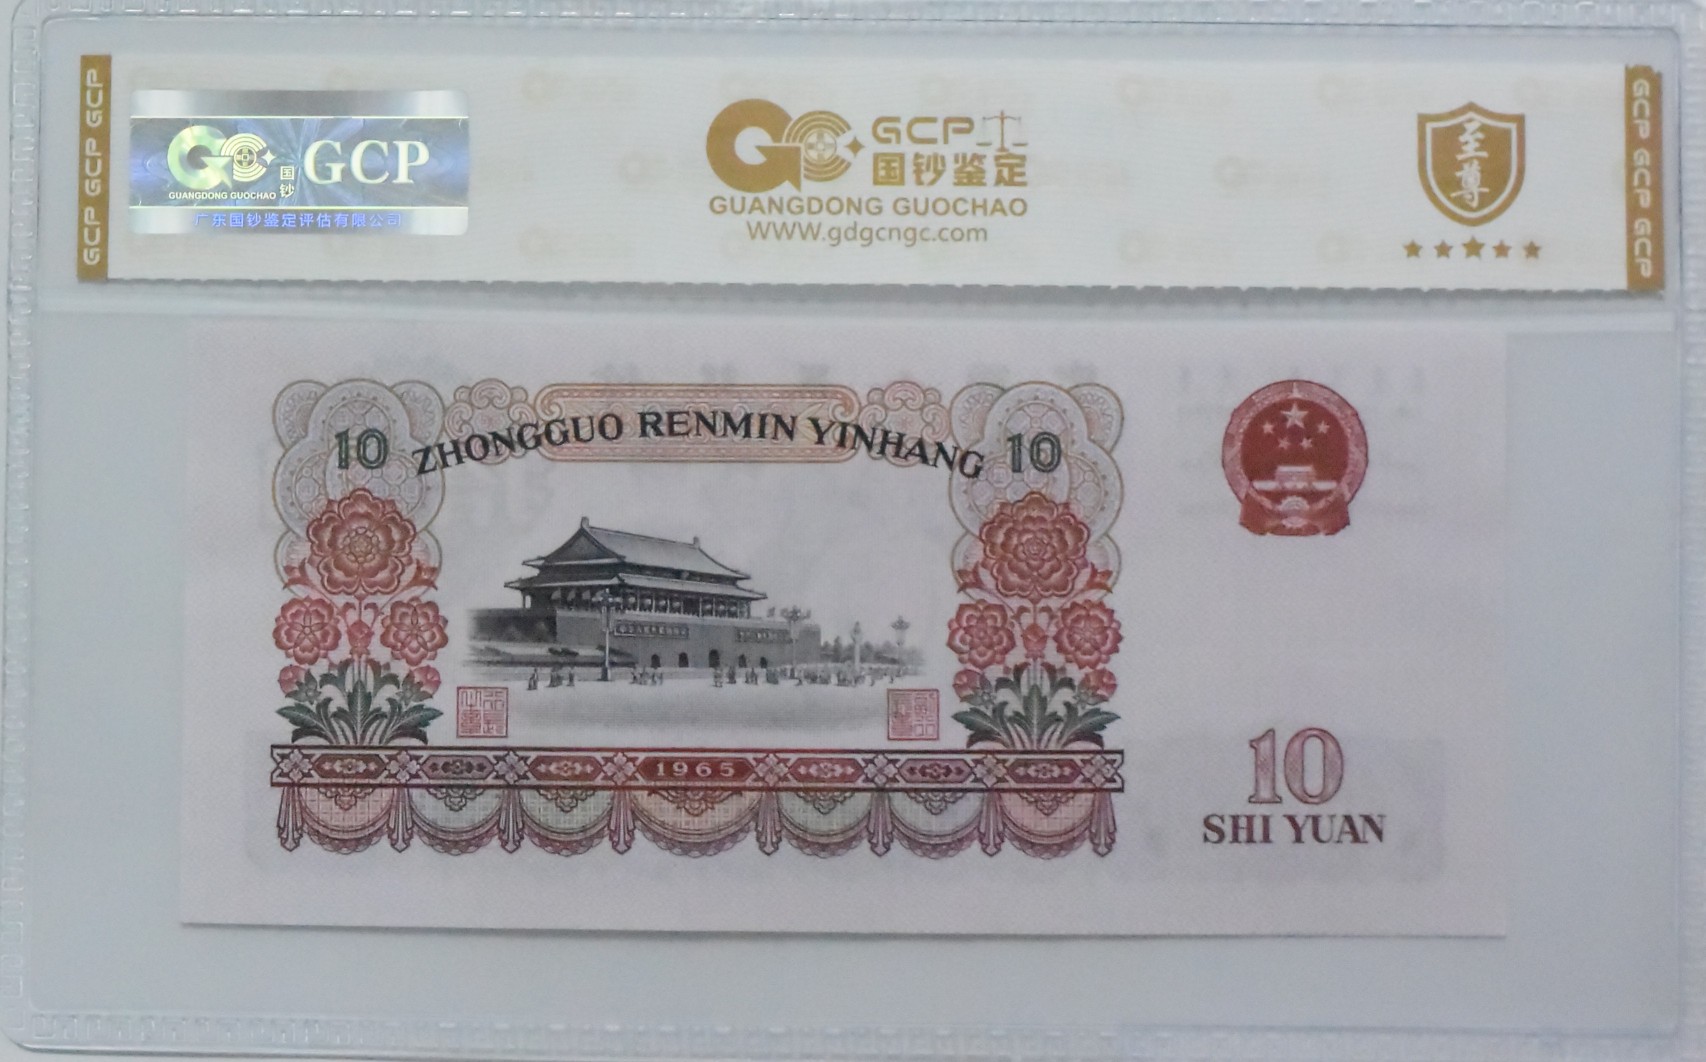 GCP GCP GCP
GC 国钞 GCP
GUANGDONG GUOCHAO
广东国钞鉴定评估有限公司
GC GCP
国钞鉴定
GUANGDONG GUOCHAO
WWW.gdgcngc.com
至尊
GCP GCP GCP
10 ZHONGGUO RENMIN YINHANG 10
1965
10
SHI YUAN